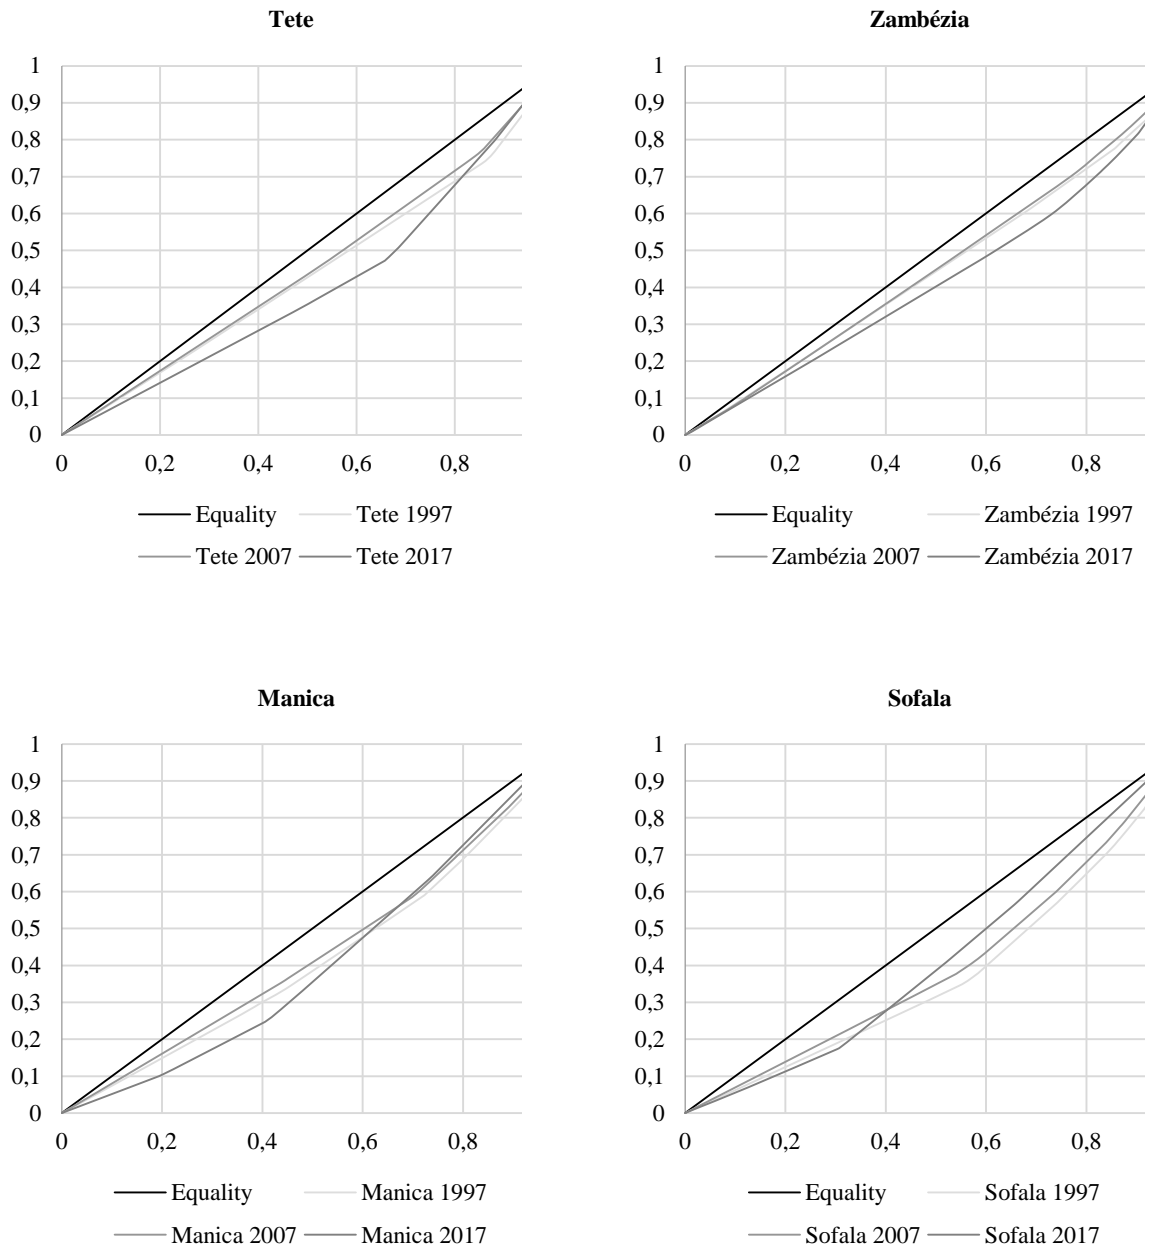 Tete
1
0,9
0,8
0,7
0,6
0,5
0,4
0,3
0,2
0,1
0
0 0,2 0,4 0,6 0,8
Equality Tete 1997
Tete 2007 Tete 2017
Zambézia
1
0,9
0,8
0,7
0,6
0,5
0,4
0,3
0,2
0,1
0
0 0,2 0,4 0,6 0,8
Equality Zambézia 1997
Zambézia 2007 Zambézia 2017
Manica
1
0,9
0,8
0,7
0,6
0,5
0,4
0,3
0,2
0,1
0
0 0,2 0,4 0,6 0,8
Equality Manica 1997
Manica 2007 Manica 2017
Sofala
1
0,9
0,8
0,7
0,6
0,5
0,4
0,3
0,2
0,1
0
0 0,2 0,4 0,6 0,8
Equality Sofala 1997
Sofala 2007 Sofala 2017